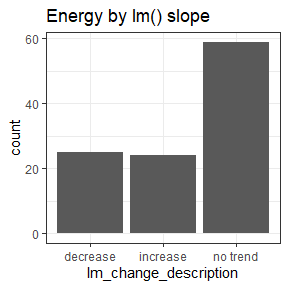 Energy by lm() slope
60
40
20
0
count
decrease increase no trend
lm_change_description